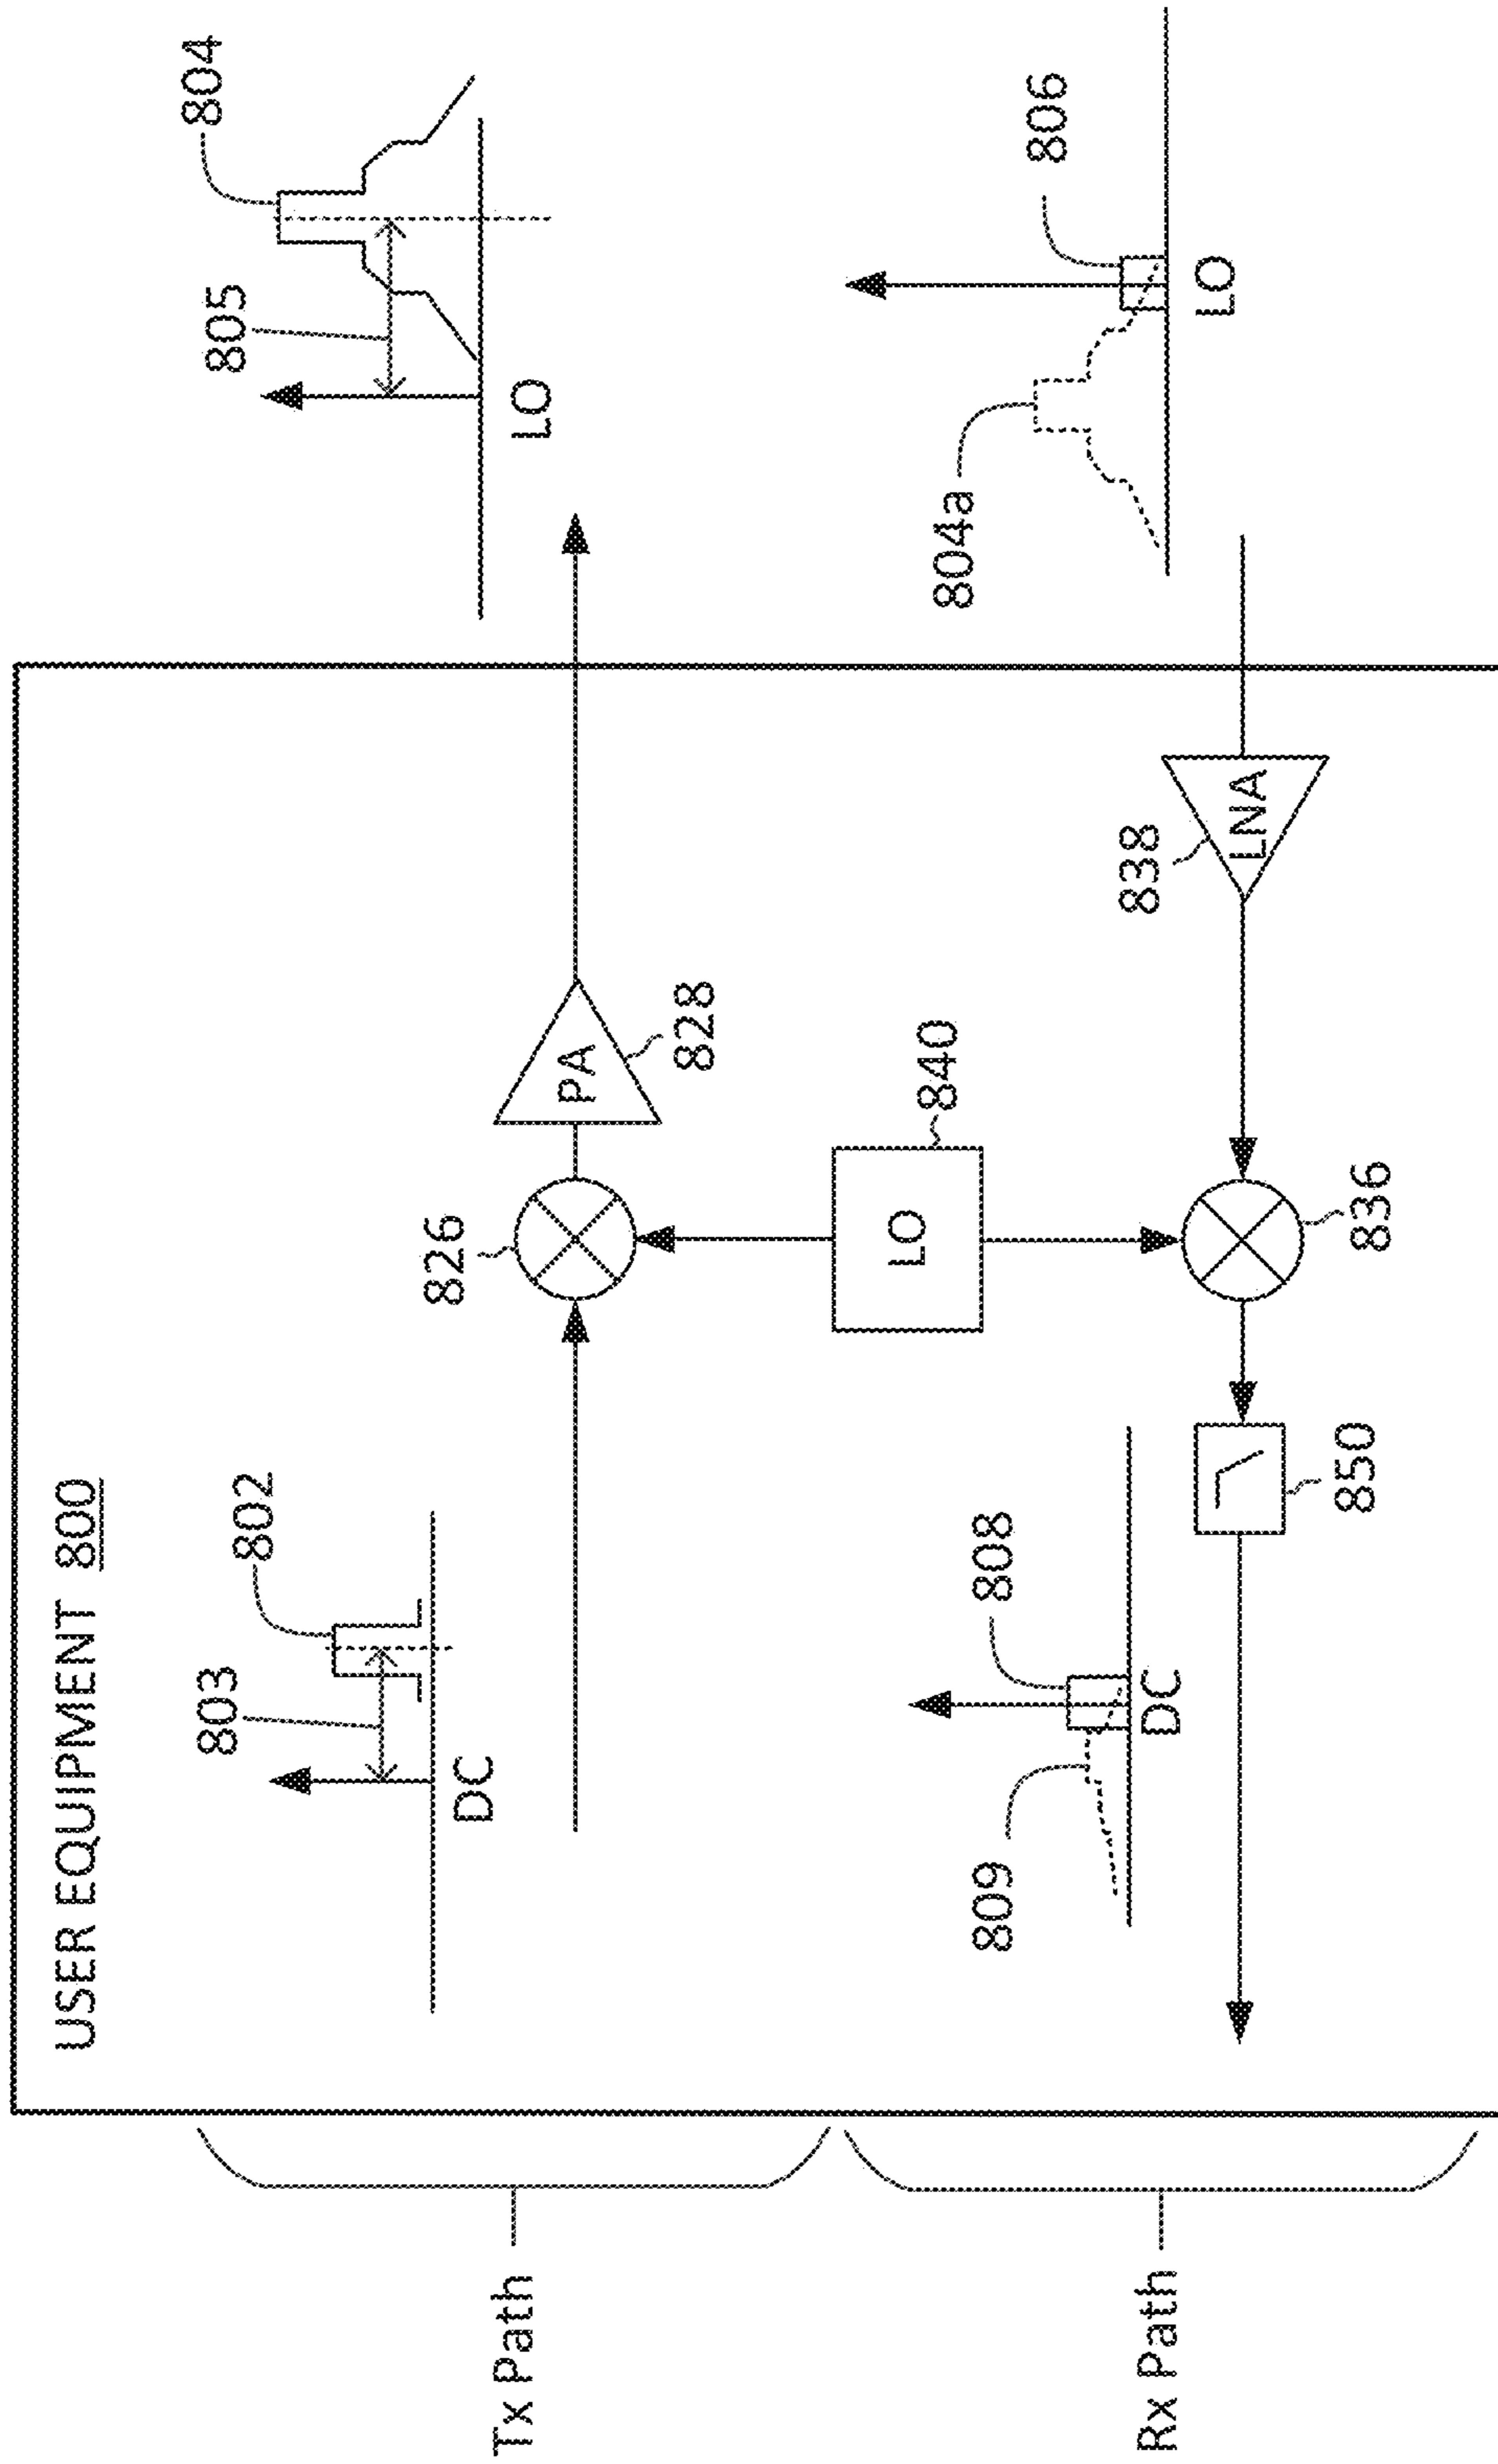 USER EQUIPMENT 800
802
803
DC
826
PA
828
804
805
LO
LO
840
808
809
DC
850
836
838
LNA
804a
806
LO
Tx Path
Rx Path